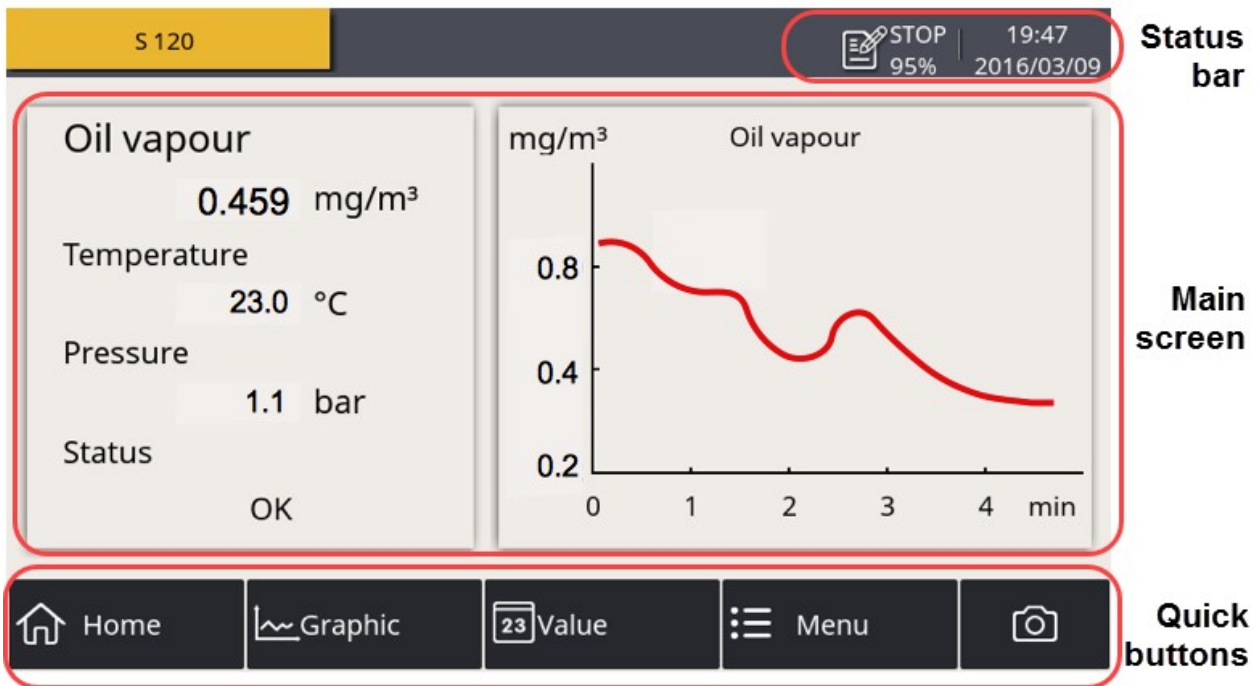 S 120
STOP
95%
19:47
2016/03/09
Status
bar
Oil vapour
0.459 mg/m³
Temperature
23.0 °C
Pressure
1.1 bar
Status
OK
mg/m³ Oil vapour
0.8
0.4
0.2
0 1 2 3 4 min
Main
screen
Home
Graphic
23 Value
Menu
Quick
buttons